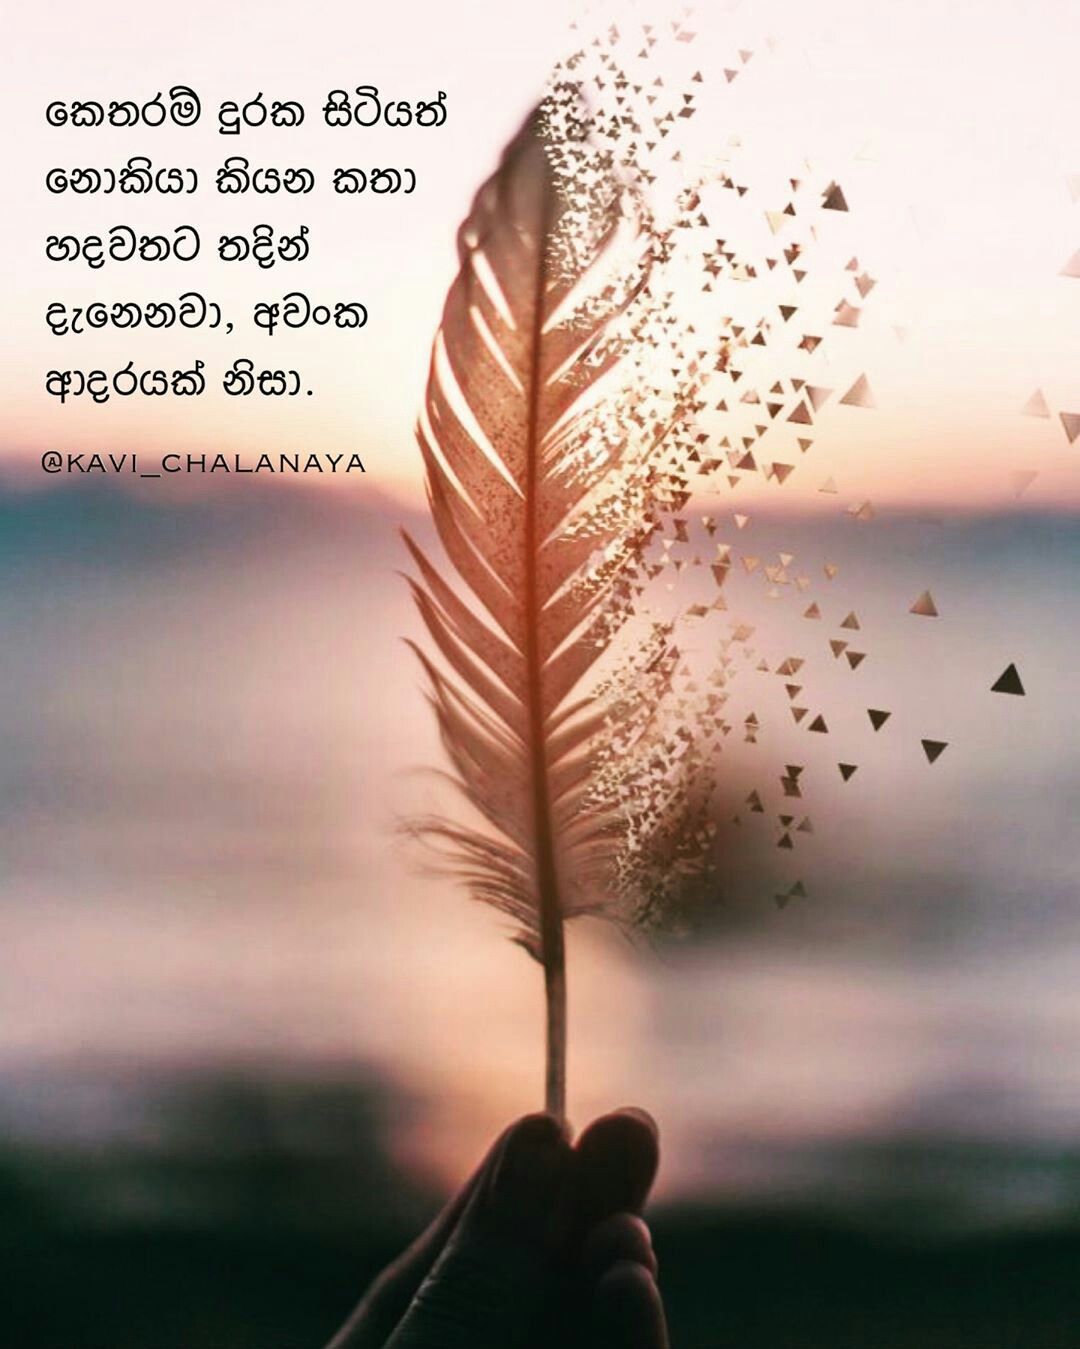 කෙතරම් දුරක සිටියත්
නොකියා කියන කතා
හදවතට තදින්
දැනෙනවා, අවංක
ආදරයක් නිසා.
@KAVI_CHALANAYA